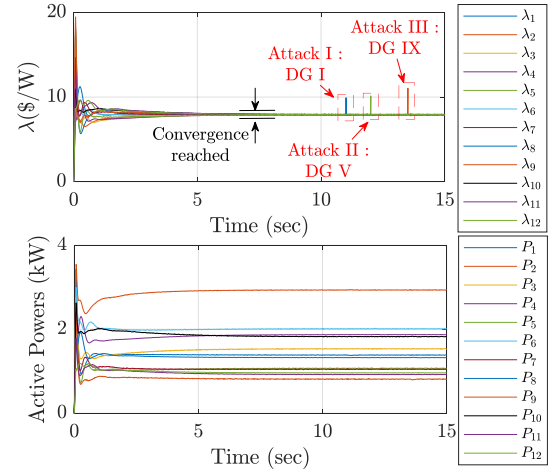 20
10
0
λ($/W)
0
5
10
15
Time (sec)
Attack I :
DG I
Attack III :
DG IX
Attack II :
DG V
Convergence
reached
λ₁
λ₂
λ₃
λ₄
λ₅
λ₆
λ₇
λ₈
λ₉
λ₁₀
λ₁₁
λ₁₂
4
2
0
Active Powers (kW)
0
5
10
15
Time (sec)
P₁
P₂
P₃
P₄
P₅
P₆
P₇
P₈
P₉
P₁₀
P₁₁
P₁₂